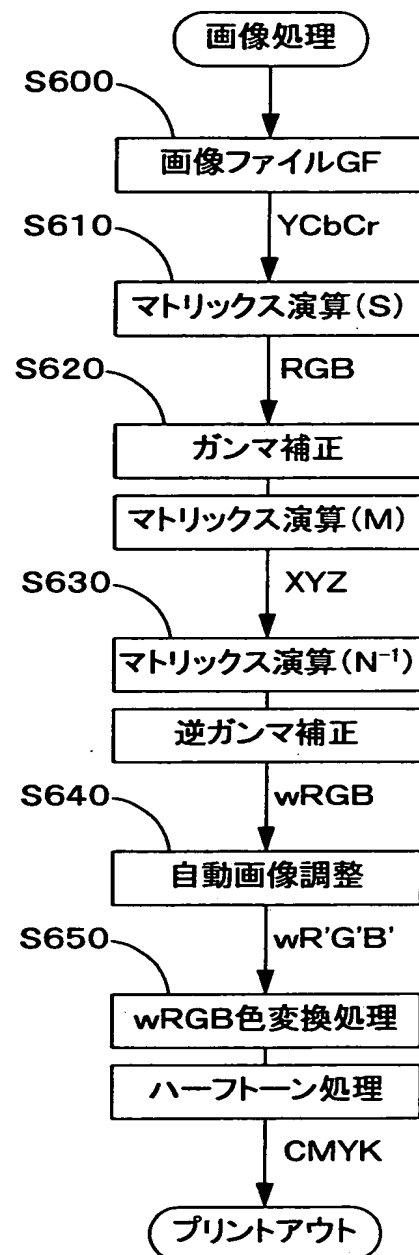 画像処理
S600
画像ファイルGF
S610
YCbCr
マトリックス演算(S)
S620
RGB
ガンマ補正
マトリックス演算(M)
S630
XYZ
マトリックス演算(N⁻¹)
逆ガンマ補正
S640
wRGB
自動画像調整
S650
wR'G'B'
wRGB色変換処理
ハーフトーン処理
CMYK
プリントアウト